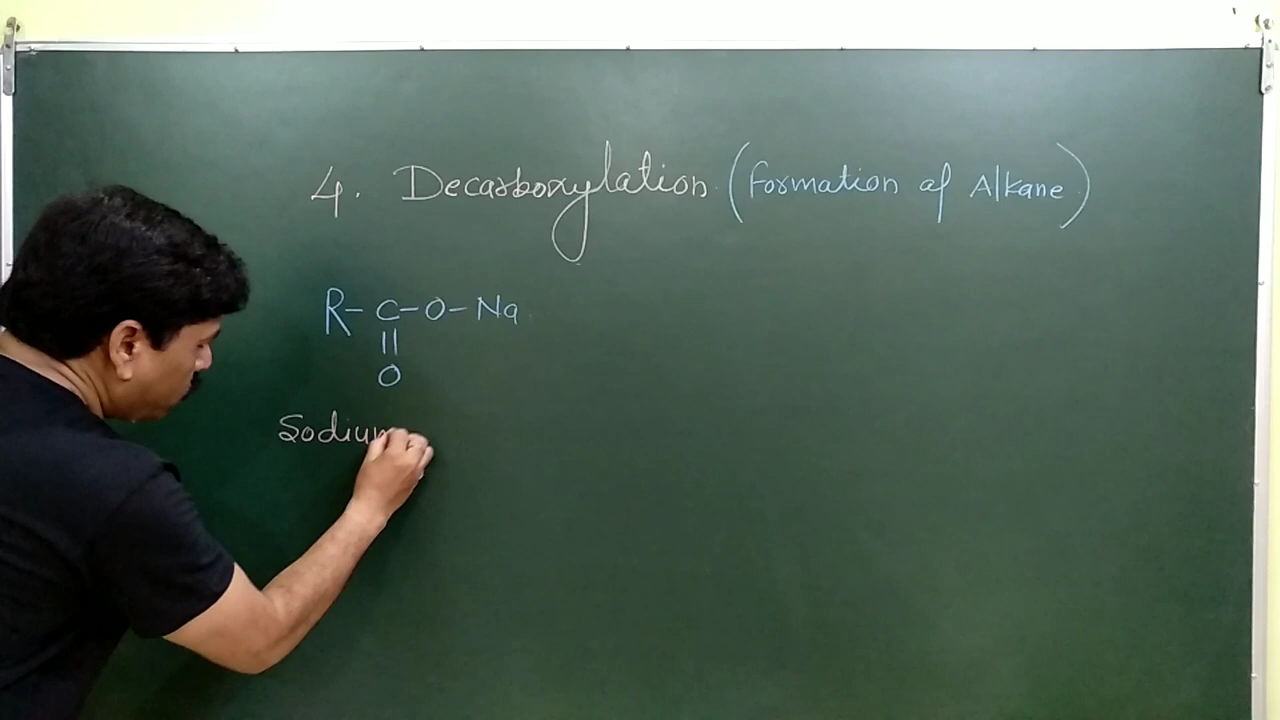 4. Decarboxylation (Formation of Alkane)
R-C-O-Na
||
O
Sodium